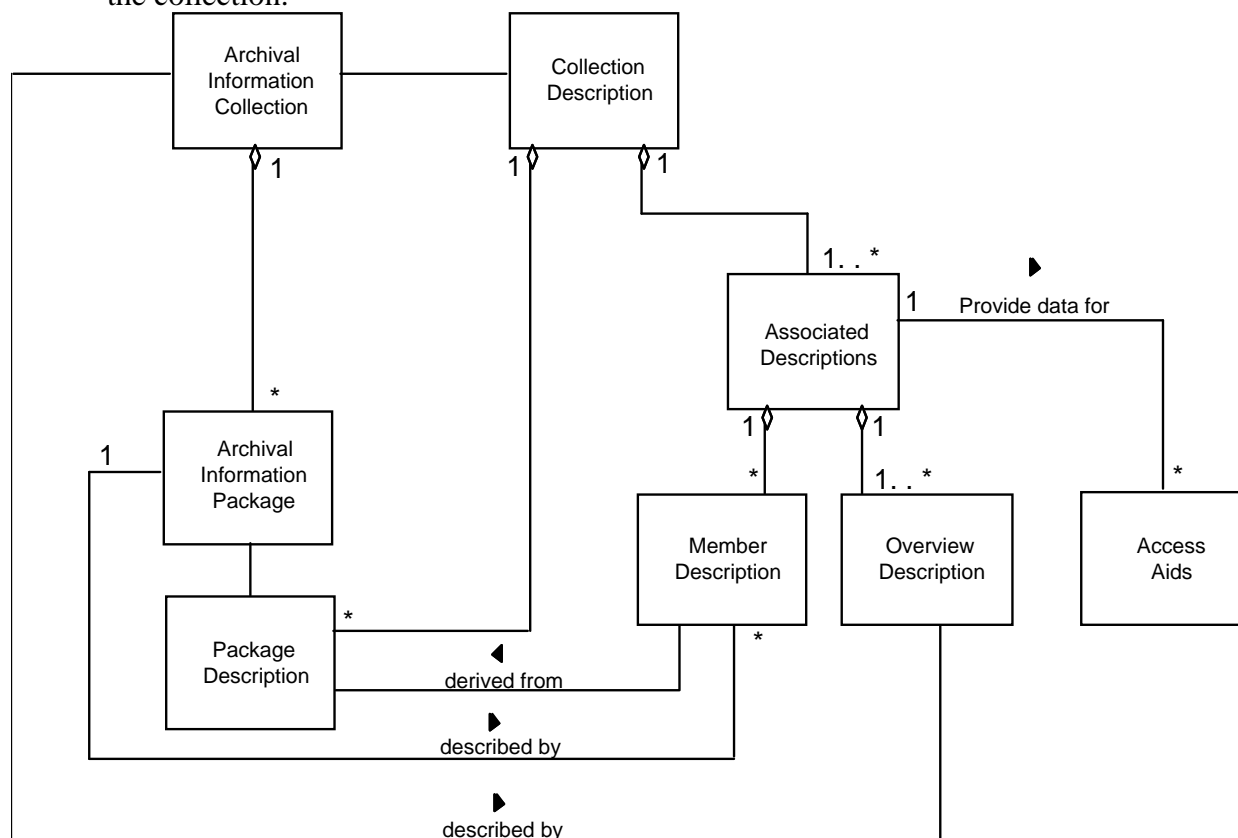 the collection.
Archival
Information
Collection
Collection
Description
1
1
1
1. . *
1
Provide data for
Associated
Descriptions
*
1
1
Archival
Information
Package
1
*
1. . *
*
Member
Description
Overview
Description
Access
Aids
*
*
Package
Description
derived from
described by
described by